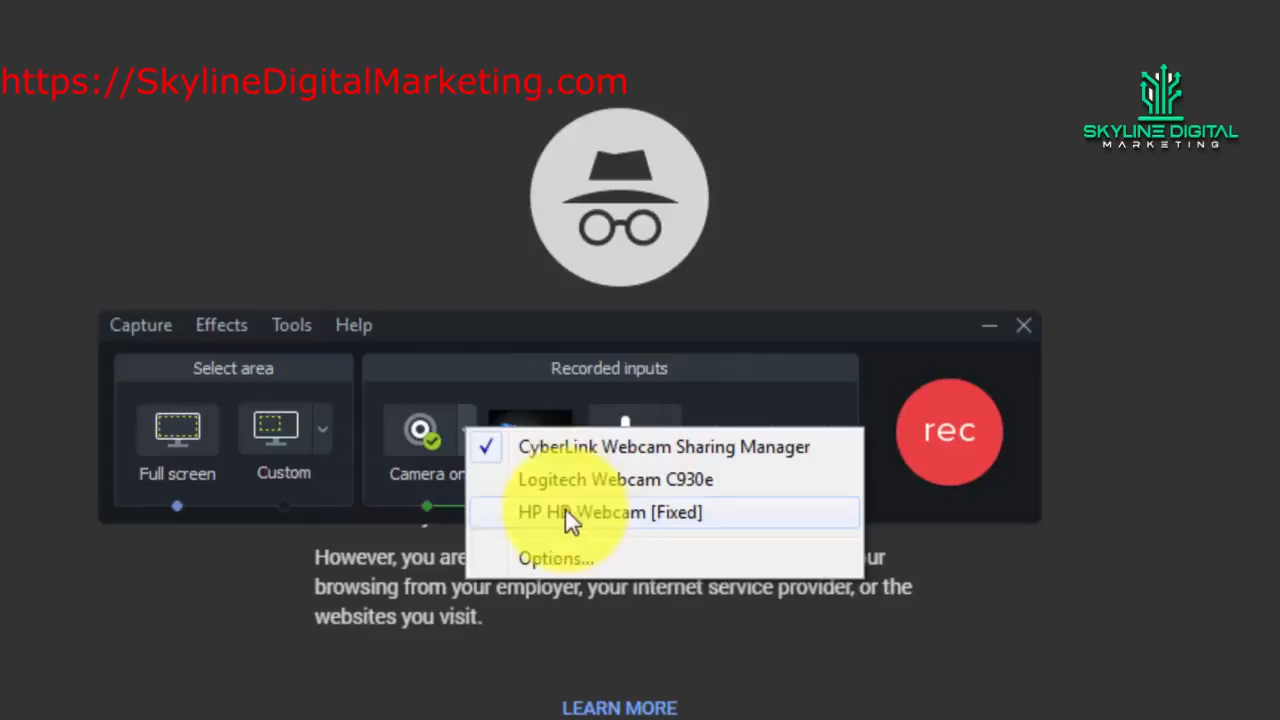 https://SkylineDigitalMarketing.com
SKYLINE DIGITAL
MARKETING
Capture Effects Tools Help
Select area Recorded inputs
rec
Full screen Custom Camera on
CyberLink Webcam Sharing Manager
Logitech Webcam C930e
HP HD Webcam [Fixed]
Options...
However, you are
browsing from your employer, your internet service provider, or the
websites you visit.
LEARN MORE